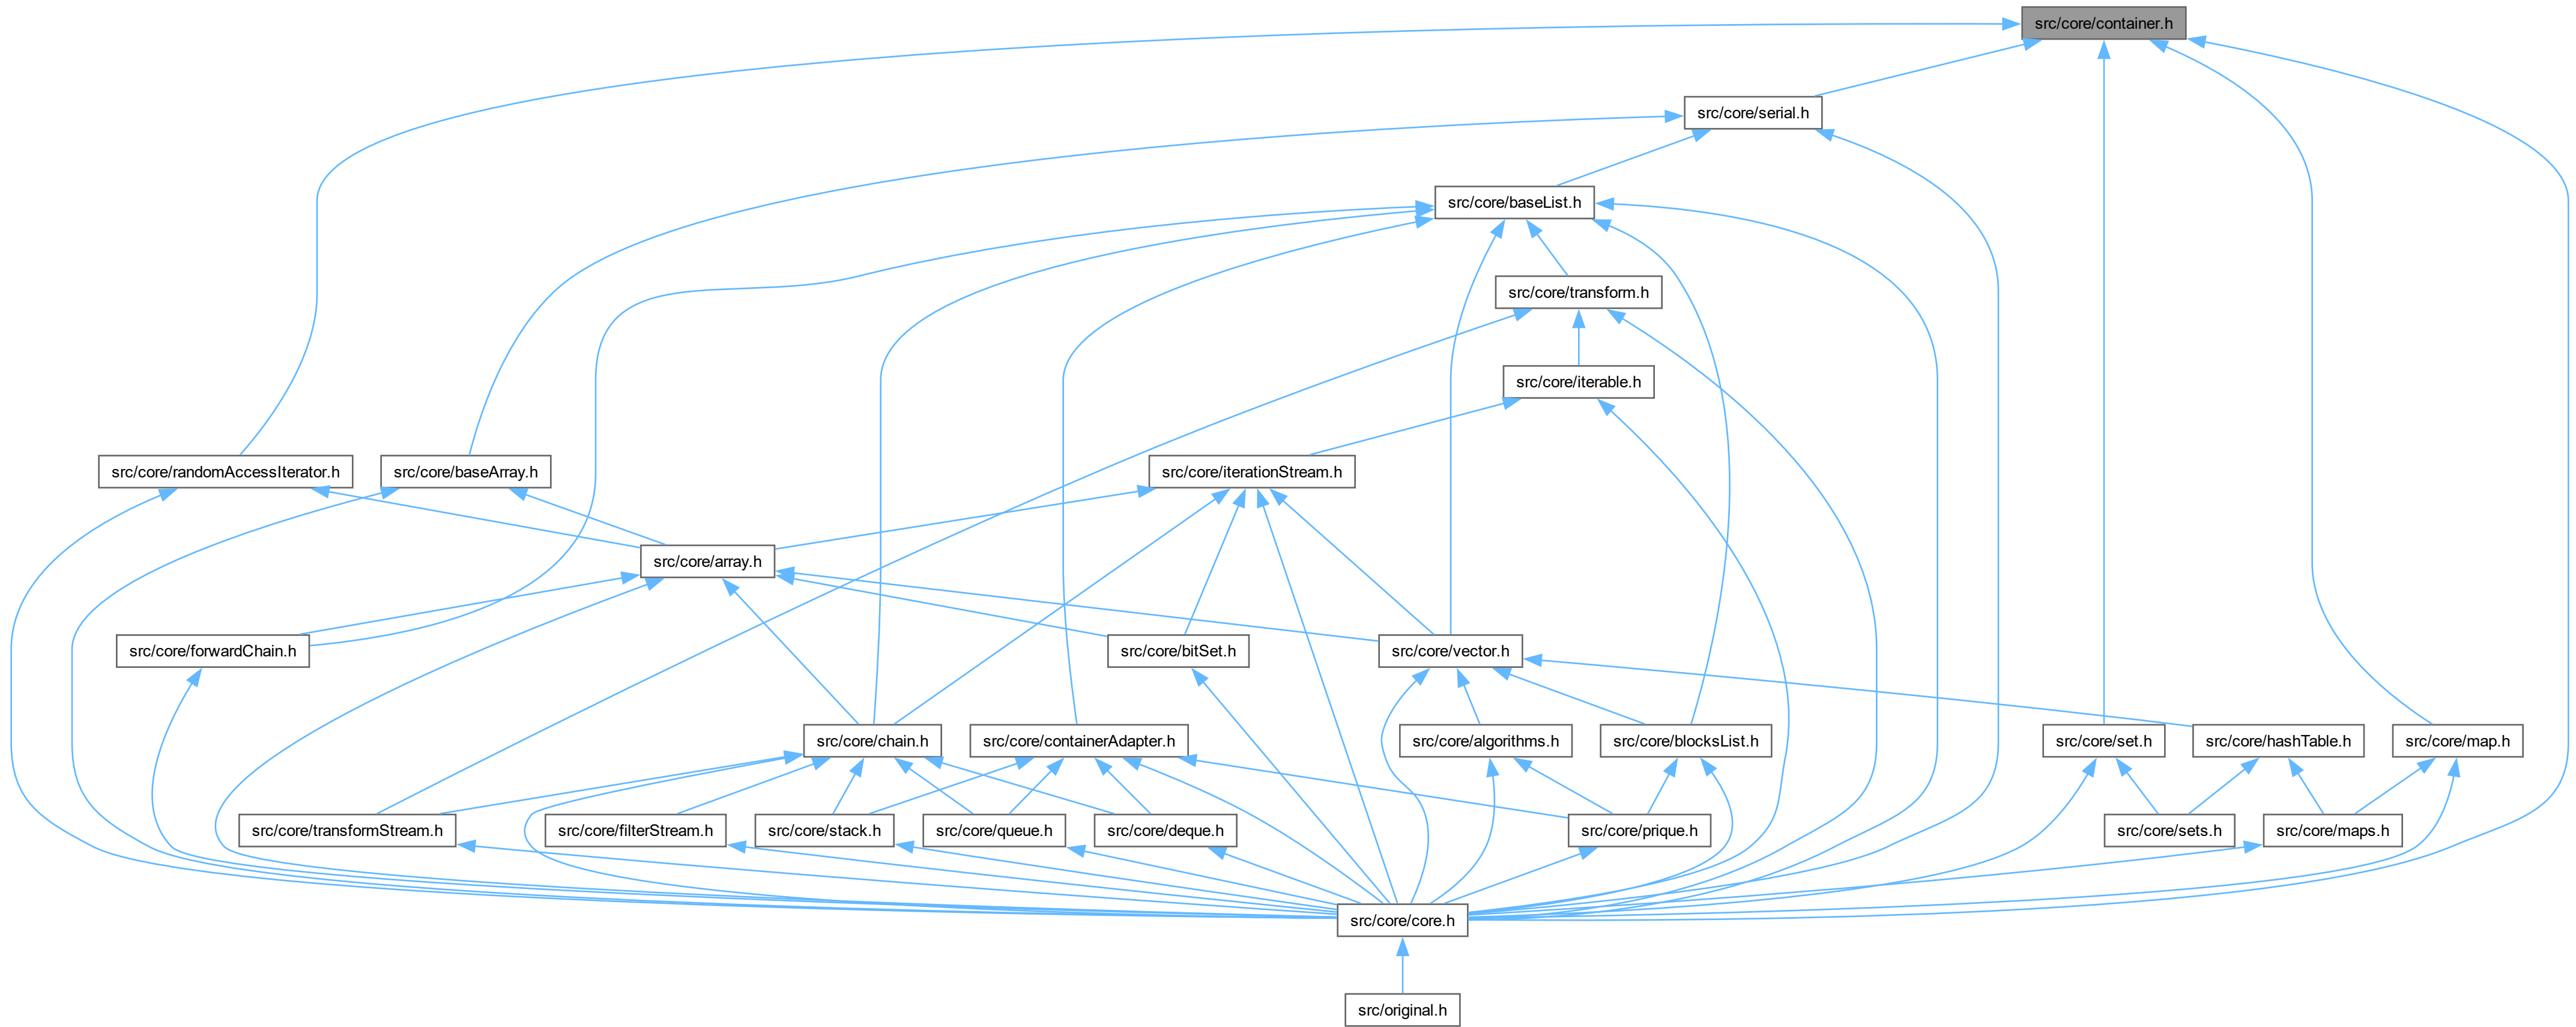 src/core/container.h
src/core/serial.h
src/core/baseList.h
src/core/transform.h
src/core/iterable.h
src/core/randomAccessIterator.h
src/core/baseArray.h
src/core/iterationStream.h
src/core/array.h
src/core/forwardChain.h
src/core/bitSet.h
src/core/vector.h
src/core/chain.h
src/core/containerAdapter.h
src/core/algorithms.h
src/core/blocksList.h
src/core/set.h
src/core/hashTable.h
src/core/map.h
src/core/transformStream.h
src/core/filterStream.h
src/core/stack.h
src/core/queue.h
src/core/deque.h
src/core/prique.h
src/core/sets.h
src/core/maps.h
src/core/core.h
src/original.h